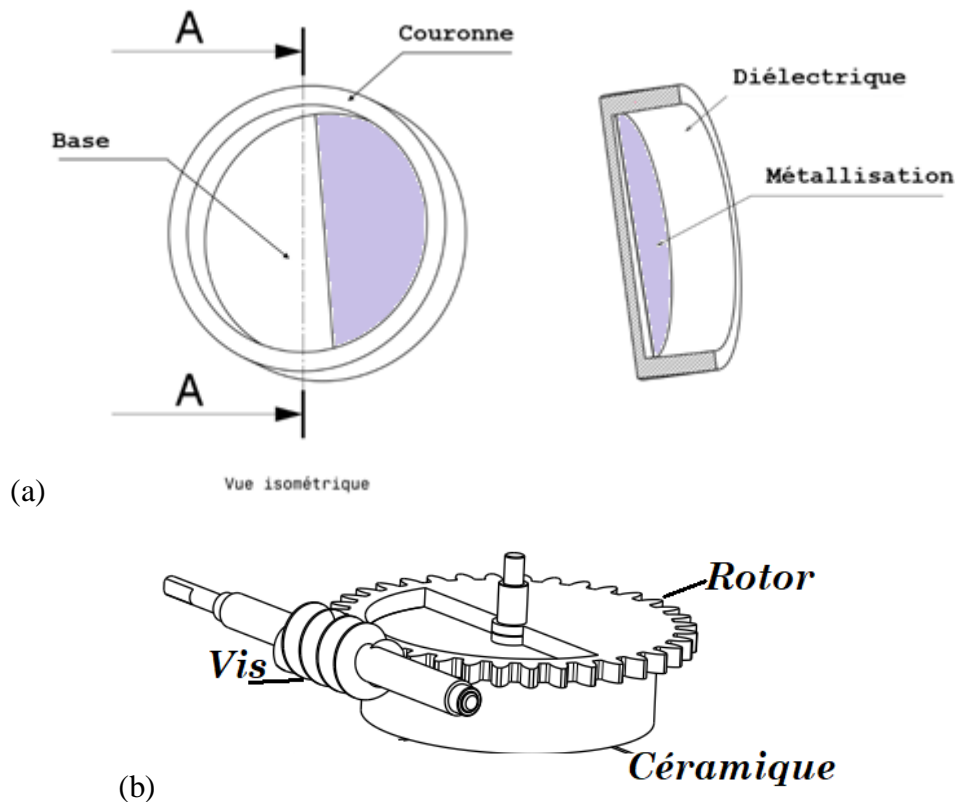 A
Couronne
Diélectrique
Base
Métallisation
A
Vue isométrique
(a)
Rotor
Vis
Céramique
(b)